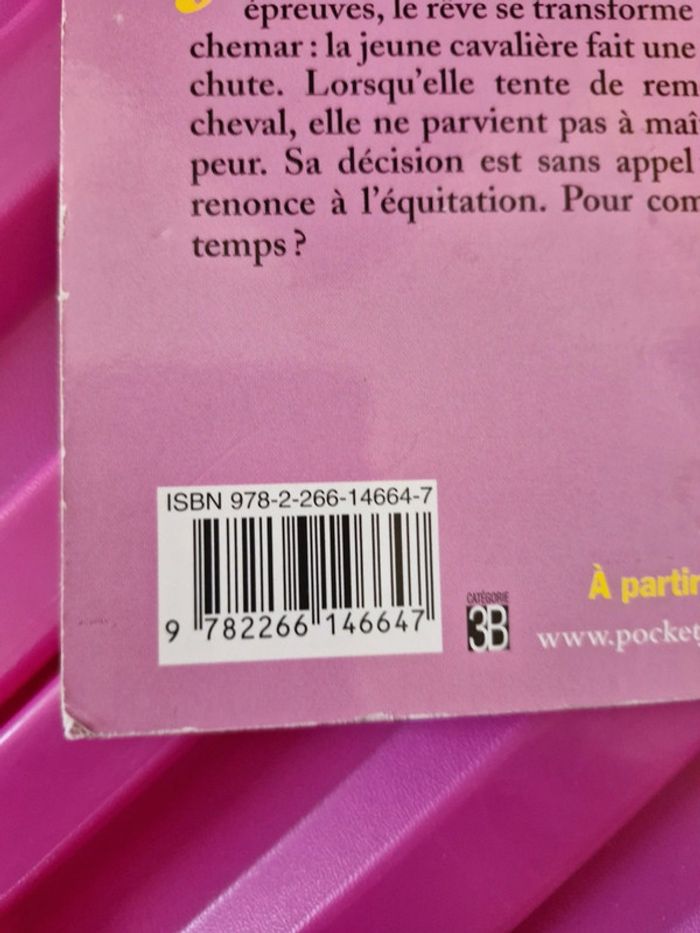 épreuves, le rêve se transforme
chemar : la jeune cavalière fait une
chute. Lorsqu'elle tente de rem
cheval, elle ne parvient pas à maî
peur. Sa décision est sans appel
renonce à l'équitation. Pour com
temps ?
ISBN 978-2-266-14664-7
9 782266 146647
CATÉGORIE
3B
À partir
www.pocket